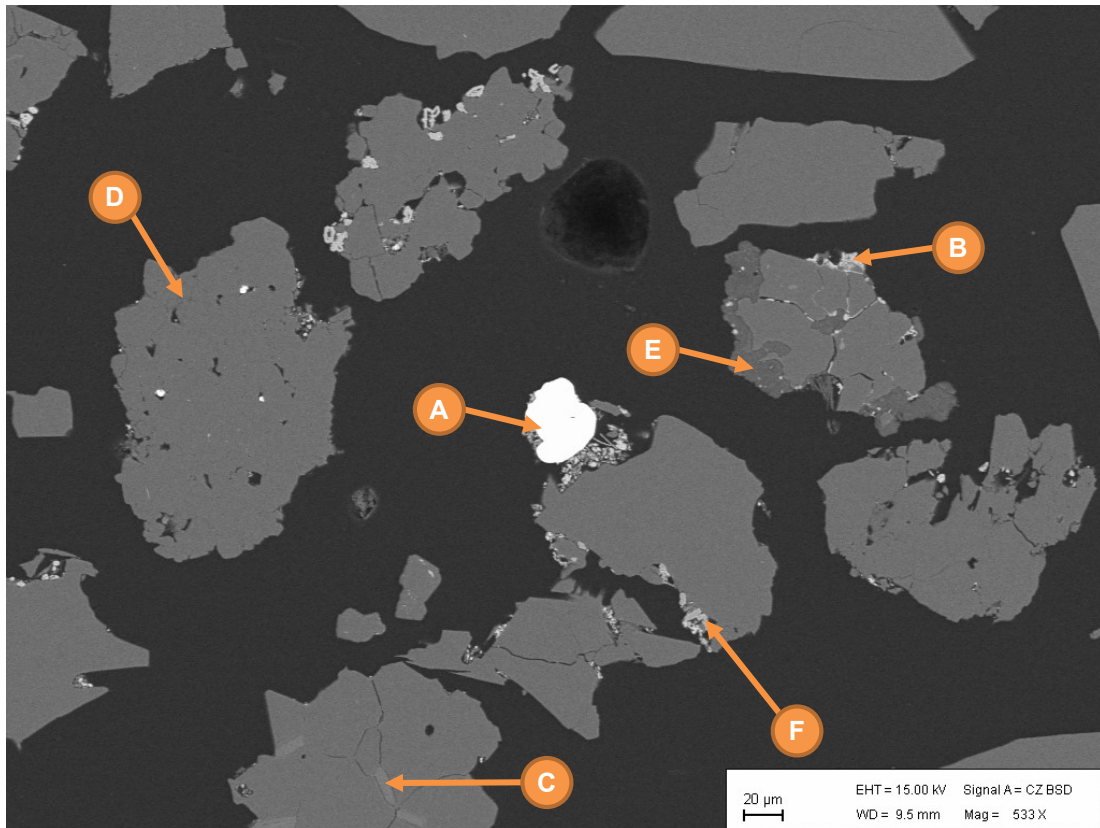 D
B
E
A
F
C
20 µm
EHT = 15.00 kV Signal A = CZ BSD
WD = 9.5 mm Mag = 533 X